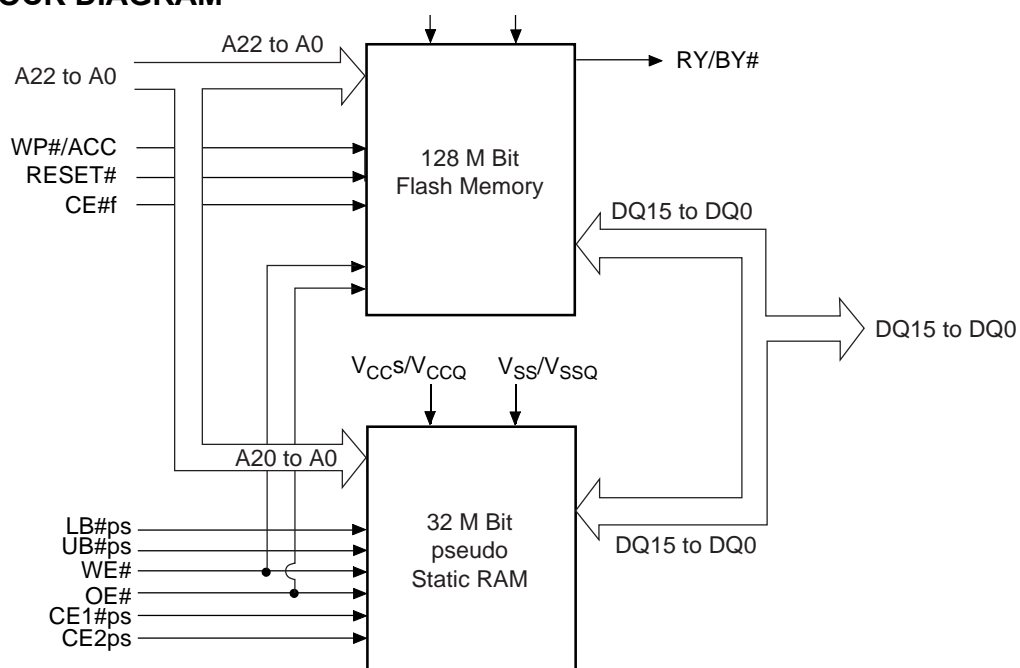 A22 to A0
A22 to A0
RY/BY#
WP#/ACC
RESET#
CE#f
128 M Bit
Flash Memory
DQ15 to DQ0
DQ15 to DQ0
VCCs/VCCQ
VSS/VSSQ
A20 to A0
LB#ps
UB#ps
WE#
OE#
CE1#ps
CE2ps
32 M Bit
pseudo
Static RAM
DQ15 to DQ0